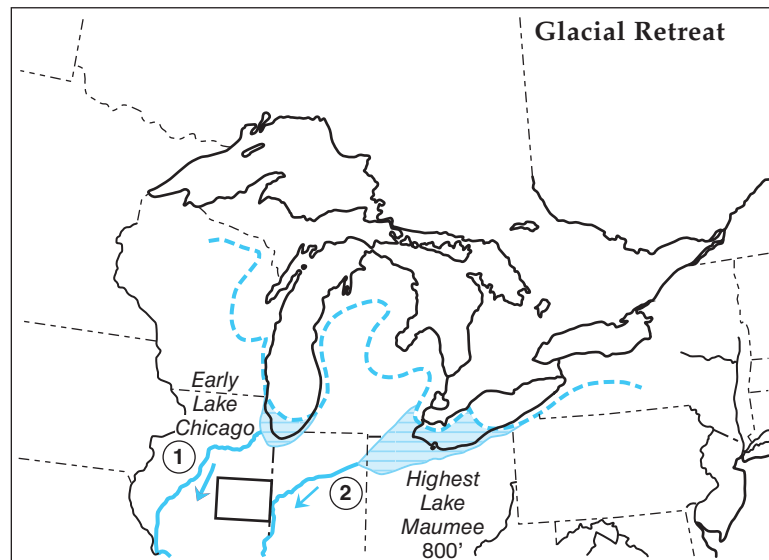 Glacial Retreat
Early
Lake
Chicago
1
2
Highest
Lake
Maumee
800'